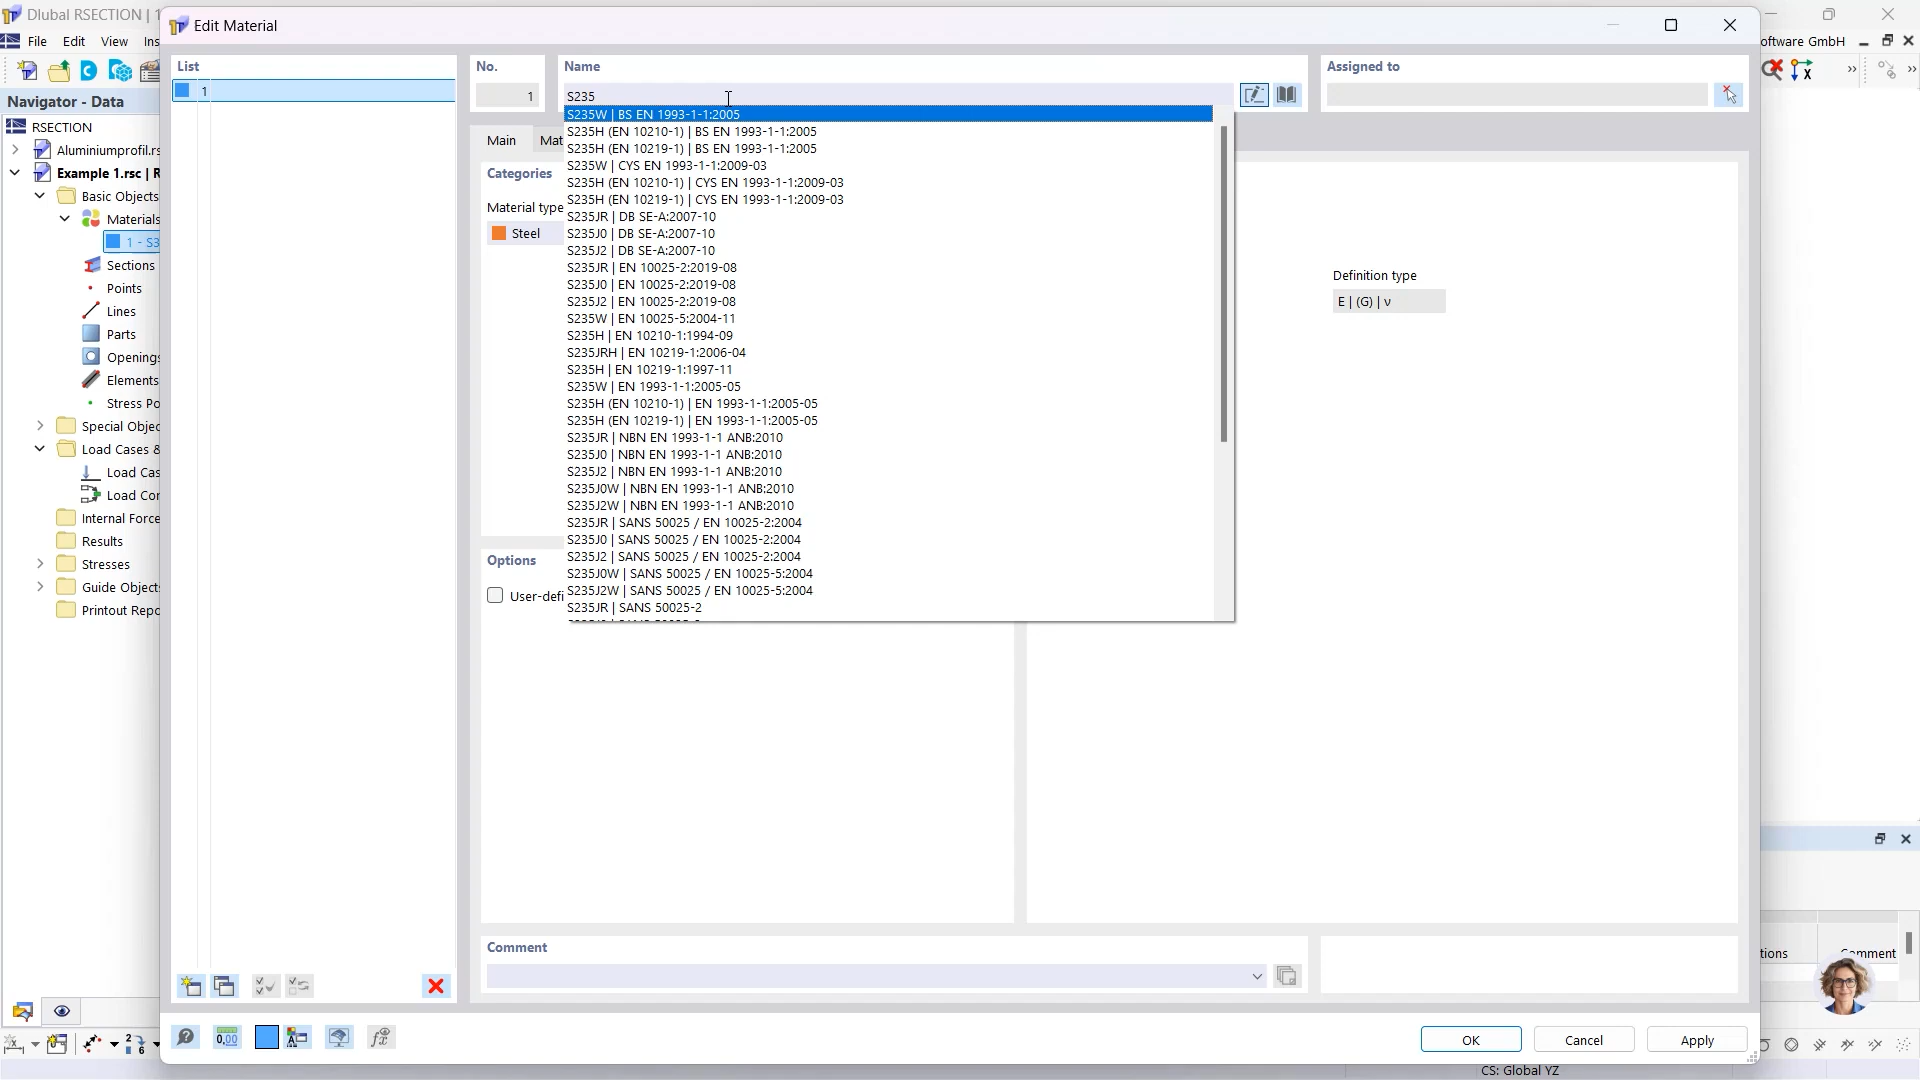 Dlubal RSECTION | 1
Edit Material
File Edit View Ins
oftware GmbH
Navigator - Data
RSECTION
Aluminiumprofil.rs
Example 1.rsc | R
Basic Objects
Materials
1 - S3
Sections
Points
Lines
Parts
Openings
Elements
Stress Po
Special Objec
Load Cases &
Load Cas
Load Cor
Internal Force
Results
Stresses
Guide Object
Printout Repo
List
1
No.
1
Name
S235
Assigned to
Main Mat
Categories
Material type
Steel
Options
User-defi
S235W | BS EN 1993-1-1:2005
S235H (EN 10210-1) | BS EN 1993-1-1:2005
S235H (EN 10219-1) | BS EN 1993-1-1:2005
S235W | CYS EN 1993-1-1:2009-03
S235H (EN 10210-1) | CYS EN 1993-1-1:2009-03
S235H (EN 10219-1) | CYS EN 1993-1-1:2009-03
S235JR | DB SE-A:2007-10
S235J0 | DB SE-A:2007-10
S235J2 | DB SE-A:2007-10
S235JR | EN 10025-2:2019-08
S235J0 | EN 10025-2:2019-08
S235J2 | EN 10025-2:2019-08
S235W | EN 10025-5:2004-11
S235H | EN 10210-1:1994-09
S235JRH | EN 10219-1:2006-04
S235H | EN 10219-1:1997-11
S235W | EN 1993-1-1:2005-05
S235H (EN 10210-1) | EN 1993-1-1:2005-05
S235H (EN 10219-1) | EN 1993-1-1:2005-05
S235JR | NBN EN 1993-1-1 ANB:2010
S235J0 | NBN EN 1993-1-1 ANB:2010
S235J2 | NBN EN 1993-1-1 ANB:2010
S235J0W | NBN EN 1993-1-1 ANB:2010
S235J2W | NBN EN 1993-1-1 ANB:2010
S235JR | SANS 50025 / EN 10025-2:2004
S235J0 | SANS 50025 / EN 10025-2:2004
S235J2 | SANS 50025 / EN 10025-2:2004
S235J0W | SANS 50025 / EN 10025-5:2004
S235J2W | SANS 50025 / EN 10025-5:2004
S235JR | SANS 50025-2
Definition type
E | (G) | ν
Comment
tions
OK Cancel Apply
CS: Global YZ